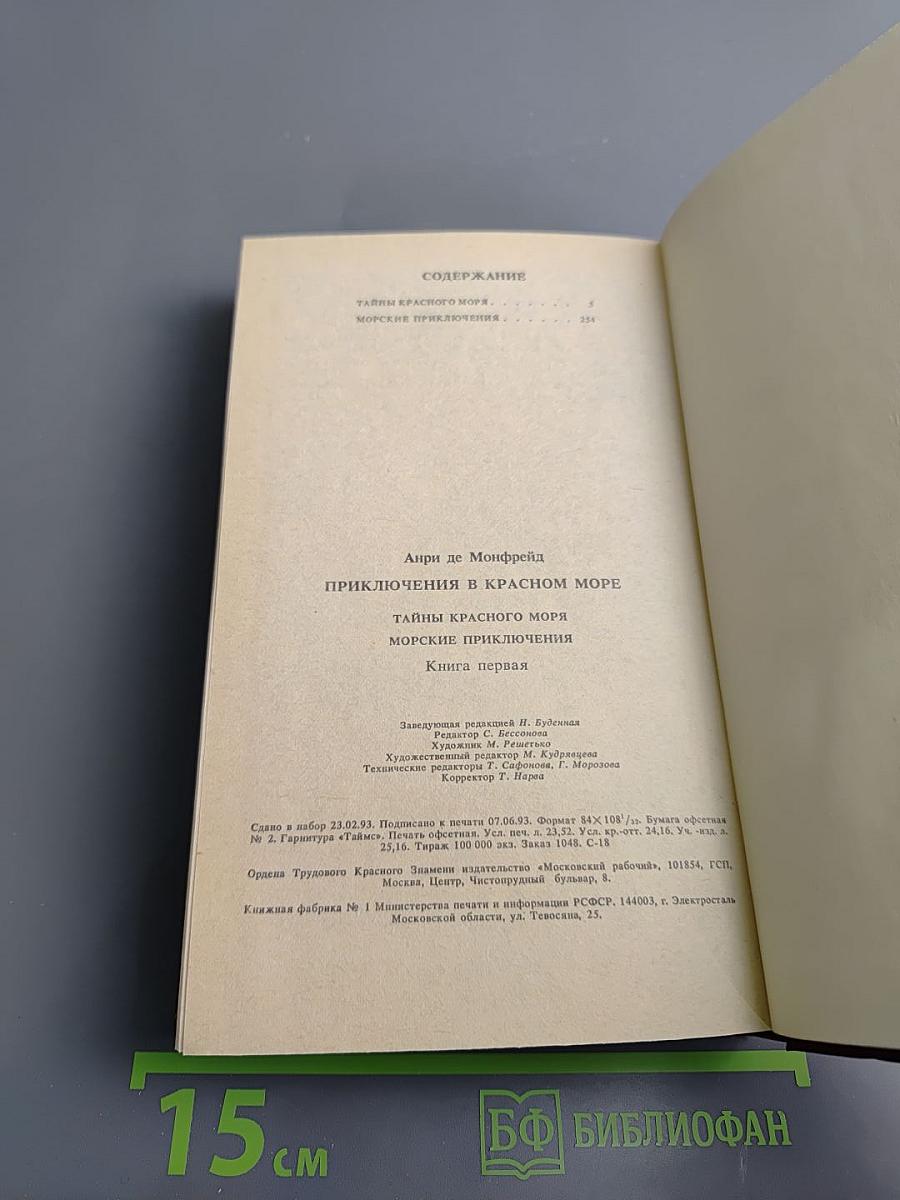 СОДЕРЖАНИЕ
ТАЙНЫ КРАСНОГО МОРЯ . . . . . . . 5
МОРСКИЕ ПРИКЛЮЧЕНИЯ . . . . . . 254
Анри де Монфрейд
ПРИКЛЮЧЕНИЯ В КРАСНОМ МОРЕ
ТАЙНЫ КРАСНОГО МОРЯ
МОРСКИЕ ПРИКЛЮЧЕНИЯ
Книга первая
Заведующая редакцией Н. Буденная
Редактор С. Бессонова
Художник М. Решетько
Художественный редактор М. Кудрявцева
Технические редакторы Т. Сафонова, Г. Морозова
Корректор Т. Нарва
Сдано в набор 23.02.93. Подписано к печати 07.06.93. Формат 84×108¹/₃₂. Бумага офсетная
№ 2. Гарнитура «Таймс». Печать офсетная. Усл. печ. л. 23,52. Усл. кр.-отт. 24,16. Уч. -изд. л.
25,16. Тираж 100 000 экз. Заказ 1048. С-18
Ордена Трудового Красного Знамени издательство «Московский рабочий», 101854, ГСП,
Москва, Центр, Чистопрудный бульвар, 8.
Книжная фабрика № 1 Министерства печати и информации РСФСР. 144003, г. Электросталь
Московской области, ул. Тевосяна, 25.
15 см
БФ БИБЛИОФАН